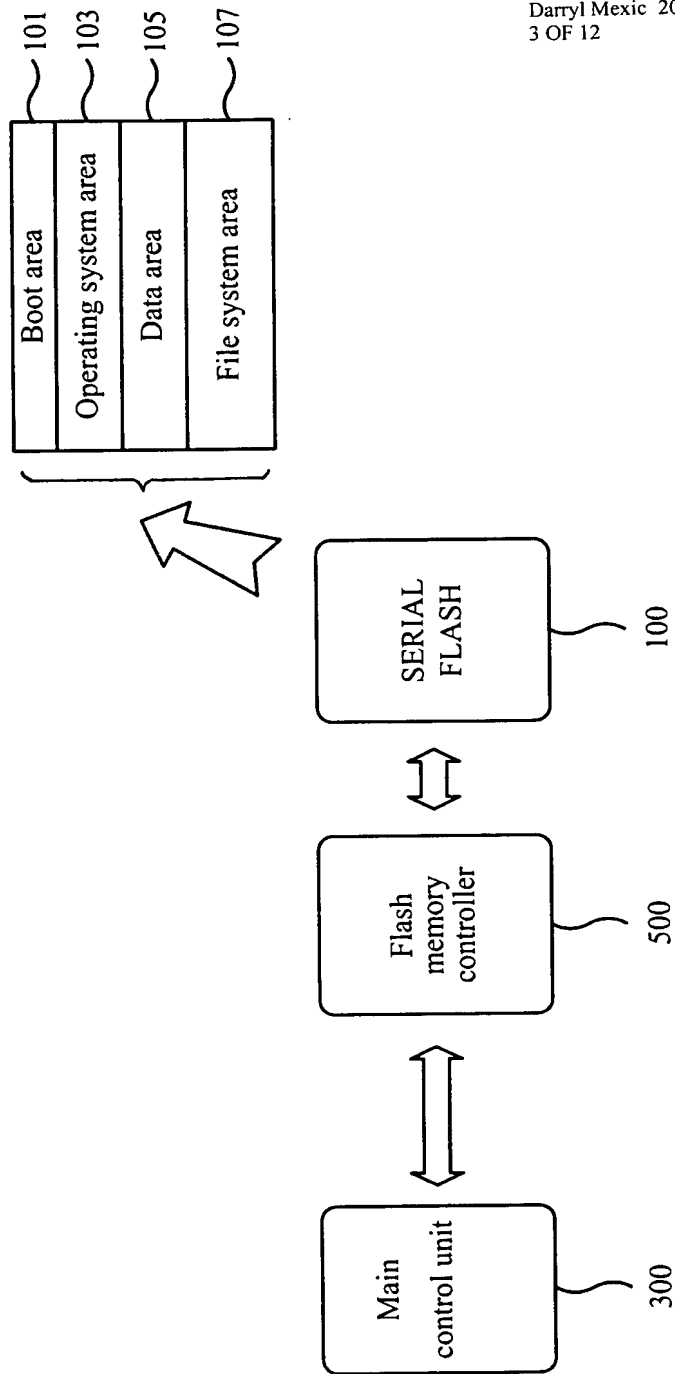 Darryl Mexic 20
3 OF 12
101
103
105
107
Boot area
Operating system area
Data area
File system area
SERIAL
FLASH
100
Flash
memory
controller
500
Main
control unit
300